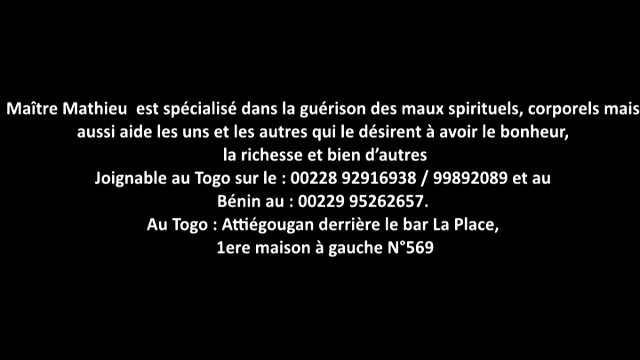 Maître Mathieu est spécialisé dans la guérison des maux spirituels, corporels mais
aussi aide les uns et les autres qui le désirent à avoir le bonheur,
la richesse et bien d’autres
Joignable au Togo sur le : 00228 92916938 / 99892089 et au
Bénin au : 00229 95262657.
Au Togo : Attiégougan derrière le bar La Place,
1ere maison à gauche N°569